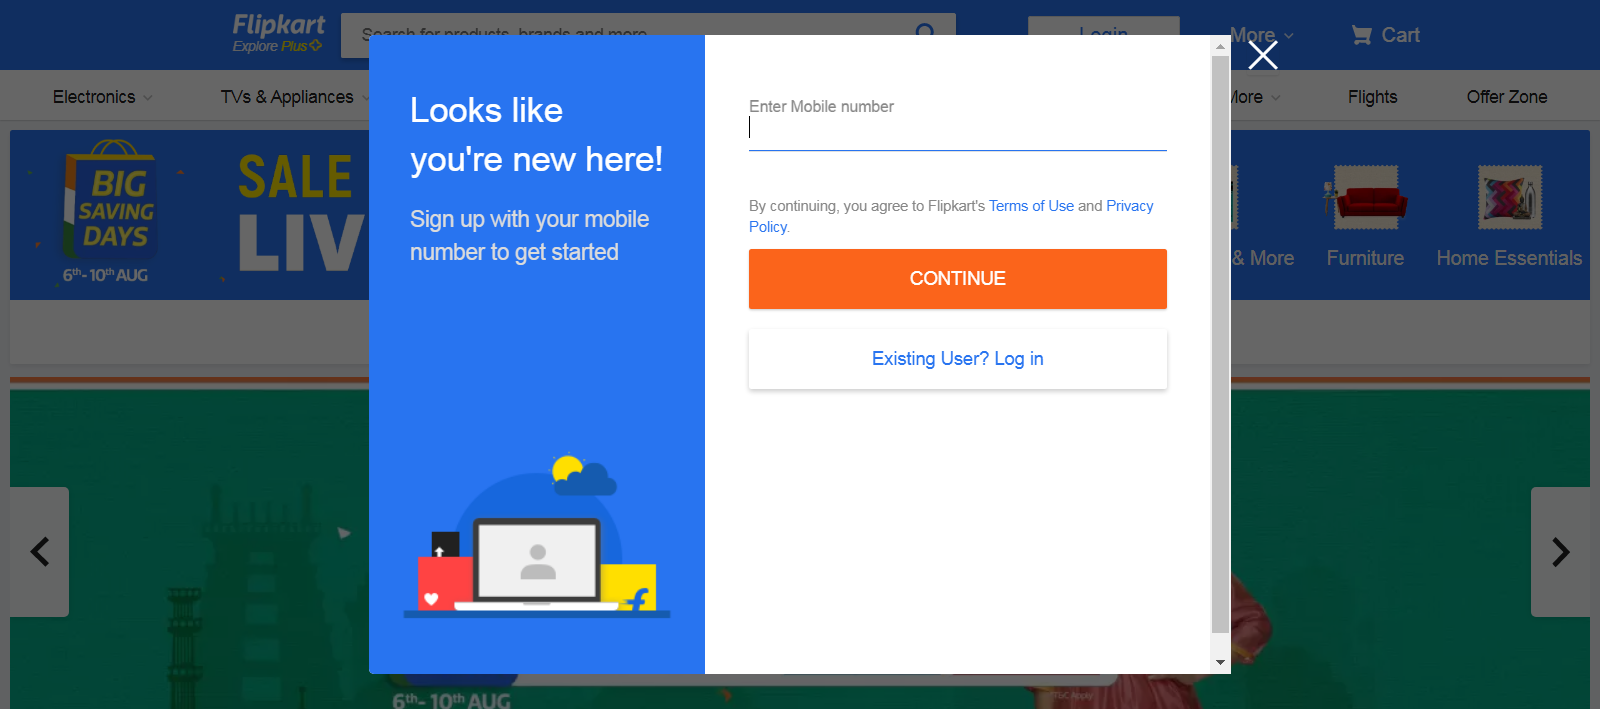 Flipkart
Explore Plus
Search for products, brands and more
Login
More
Cart
Electronics
TVs & Appliances
More
Flights
Offer Zone
BIG
SAVING
DAYS
6th-10th AUG
SALE
LIV
& More
Furniture
Home Essentials
Looks like
you're new here!
Sign up with your mobile
number to get started
Enter Mobile number
By continuing, you agree to Flipkart's Terms of Use and Privacy
Policy.
CONTINUE
Existing User? Log in
6th- 10th AUG
T&C Apply